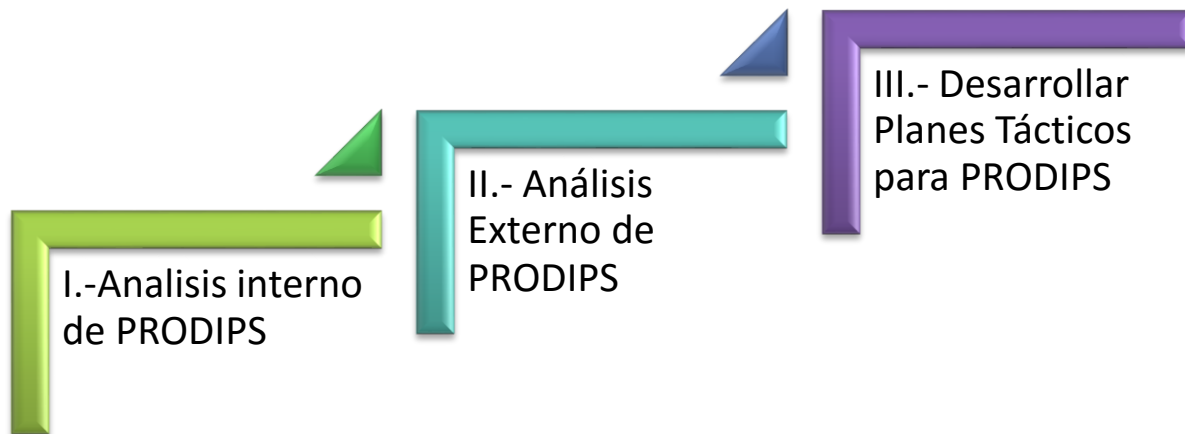 I.-Analisis interno
de PRODIPS
II.- Análisis
Externo de
PRODIPS
III.- Desarrollar
Planes Tácticos
para PRODIPS